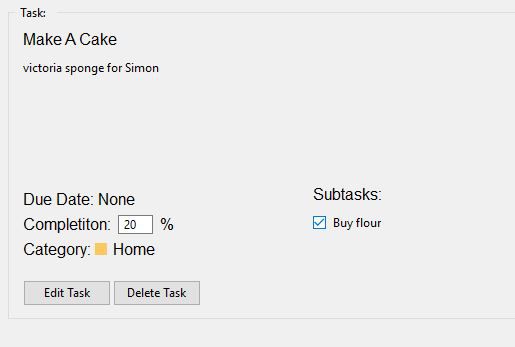 Task:
Make A Cake
victoria sponge for Simon
Due Date: None
Completiton: 20 %
Category: Home
Subtasks:
Buy flour
Edit Task
Delete Task